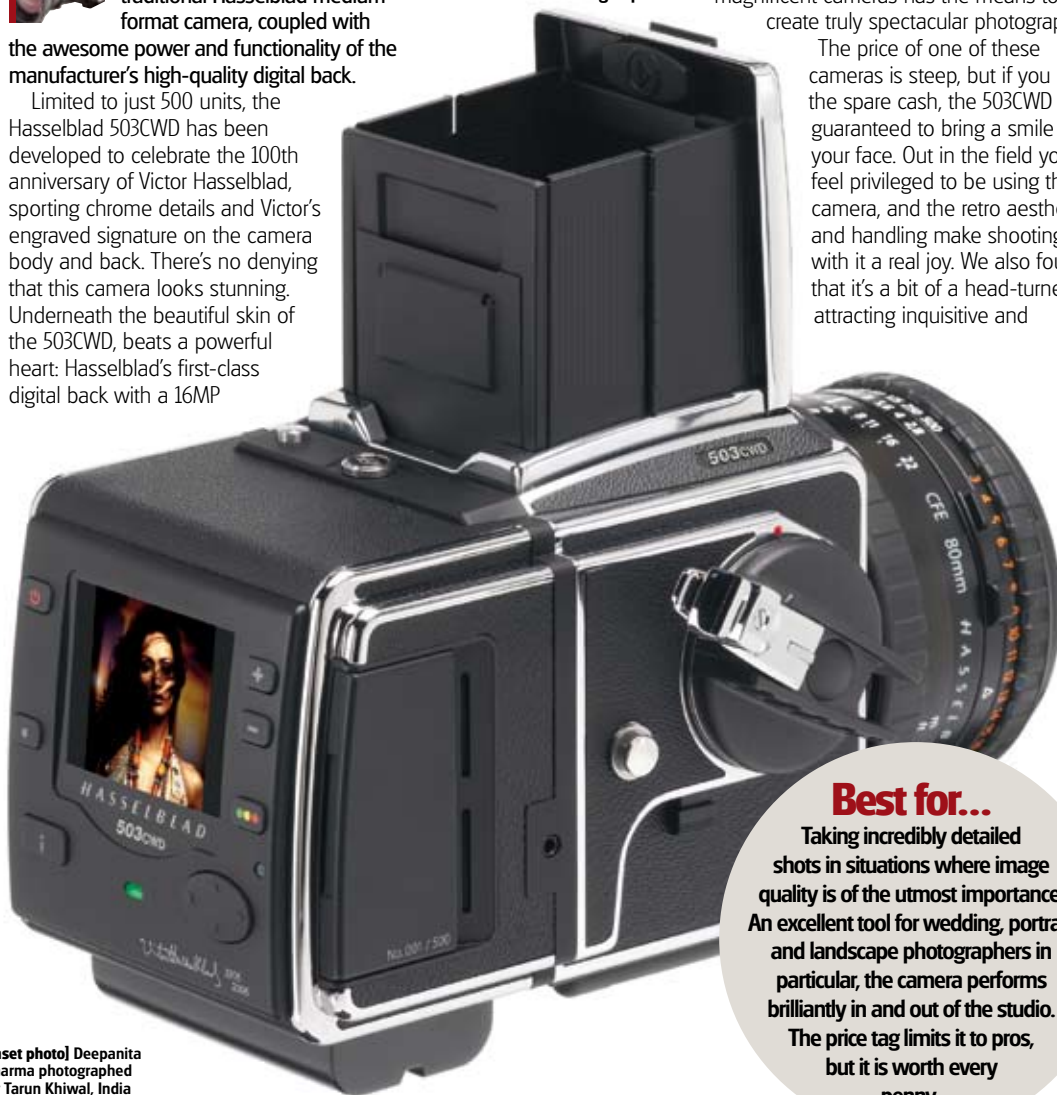 format camera, coupled with
the awesome power and functionality of the
manufacturer's high-quality digital back.
Limited to just 500 units, the
Hasselblad 503CWD has been
developed to celebrate the 100th
anniversary of Victor Hasselblad,
sporting chrome details and Victor's
engraved signature on the camera
body and back. There's no denying
that this camera looks stunning.
Underneath the beautiful skin of
the 503CWD, beats a powerful
heart: Hasselblad's first-class
digital back with a 16MP
create truly spectacular photograp
The price of one of these
cameras is steep, but if you
the spare cash, the 503CWD
guaranteed to bring a smile
your face. Out in the field yo
feel privileged to be using th
camera, and the retro aesthe
and handling make shooting
with it a real joy. We also fou
that it's a bit of a head-turne
attracting inquisitive and
503CWD
CFE 80mm HASSELB
HASSELBLAD
503CWD
i
No.001 / 500
1906
2006
Best for...
Taking incredibly detailed
shots in situations where image
quality is of the utmost importance
An excellent tool for wedding, portra
and landscape photographers in
particular, the camera performs
brilliantly in and out of the studio.
The price tag limits it to pros,
but it is worth every
penny
set photo] Deepanita
arma photographed
Tarun Khiwal, India